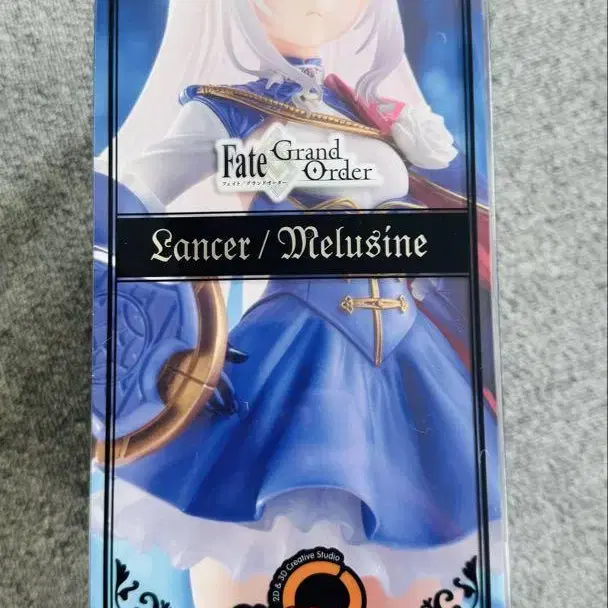 Fate Grand Order
フェイト/グランドオーダー
Lancer / Melusine
2D & 3D Creative Studio